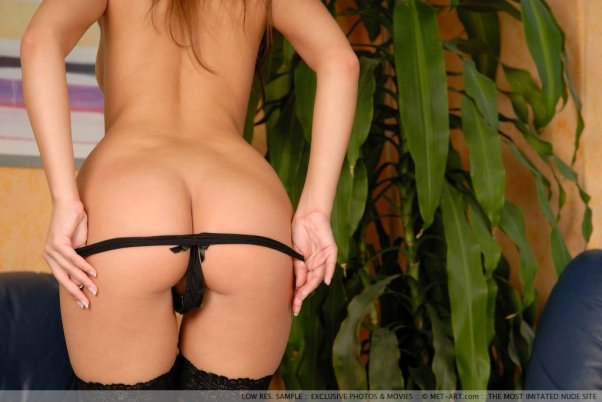 LOW RES. SAMPLE :: EXCLUSIVE PHOTOS & MOVIES :: © MET-ART.COM :: THE MOST IMITATED NUDE SITE